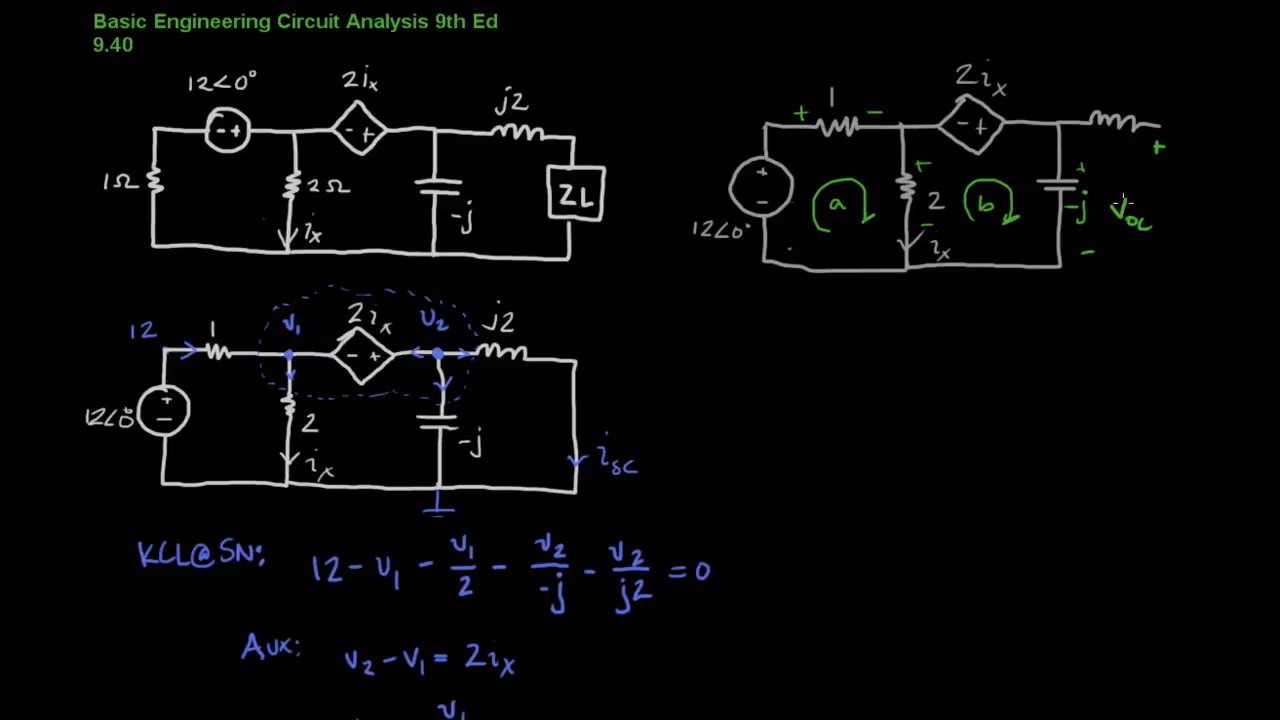 Basic Engineering Circuit Analysis 9th Ed
9.40
12<0°
2ix
j2
1Ω
- +
- +
2Ω
ix
-j
ZL
2ix
+ 1 -
- +
+
+
-
a
+
2
-
b
+
-j
-
Voc
12<0°
ix
12
1
v1
2ix
v2
j2
- +
12<0°
+
-
2
ix
-j
isc
KCL@SN: 12 - v1 - v1/2 - v2/-j - v2/j2 = 0
Aux: v2 - v1 = 2ix
v1